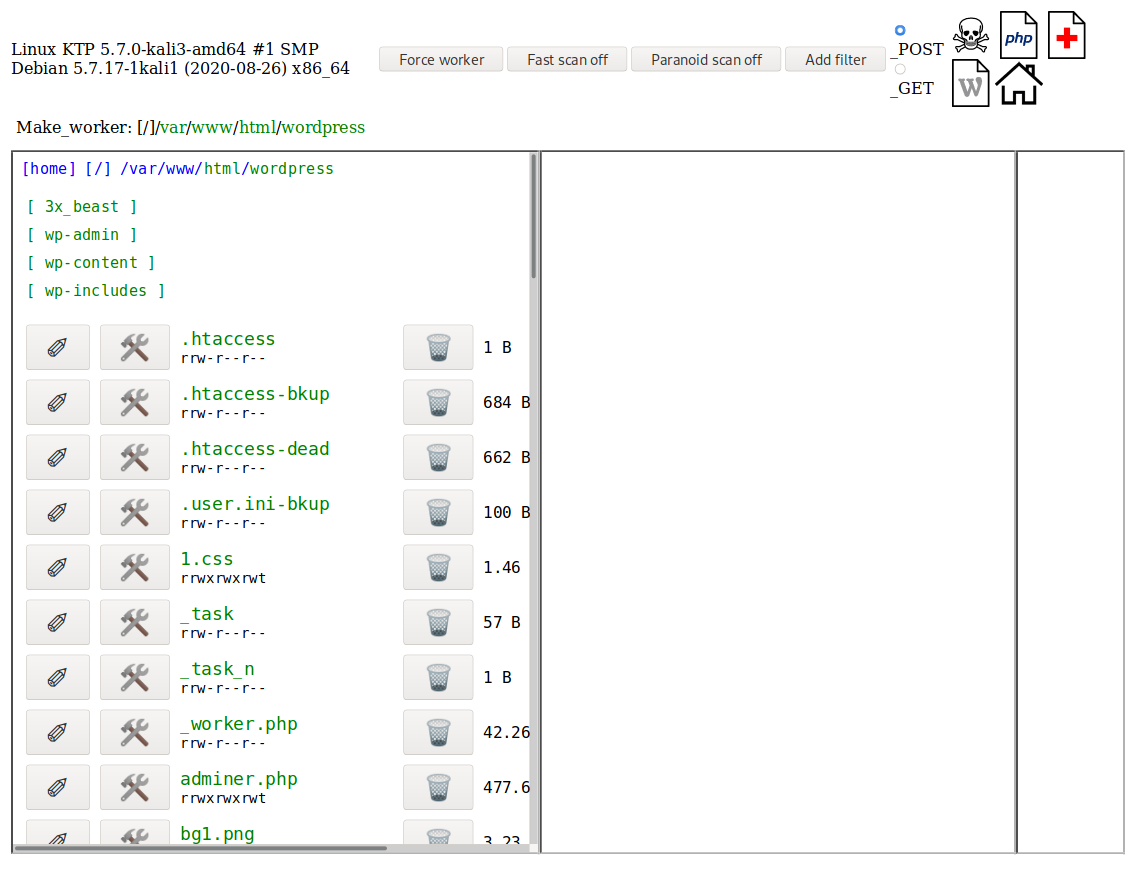 Linux KTP 5.7.0-kali3-amd64 #1 SMP
Debian 5.7.17-1kali1 (2020-08-26) x86_64
Force worker
Fast scan off
Paranoid scan off
Add filter
_POST
_GET
php
W
Make_worker: [/]/var/www/html/wordpress
[home] [/] /var/www/html/wordpress
[ 3x_beast ]
[ wp-admin ]
[ wp-content ]
[ wp-includes ]
.htaccess
rrw-r--r--
1 B
.htaccess-bkup
rrw-r--r--
684 B
.htaccess-dead
rrw-r--r--
662 B
.user.ini-bkup
rrw-r--r--
100 B
1.css
rrwxrwxrwt
1.46
_task
rrw-r--r--
57 B
_task_n
rrw-r--r--
1 B
_worker.php
rrw-r--r--
42.26
adminer.php
rrwxrwxrwt
477.6
bg1.png
3.23